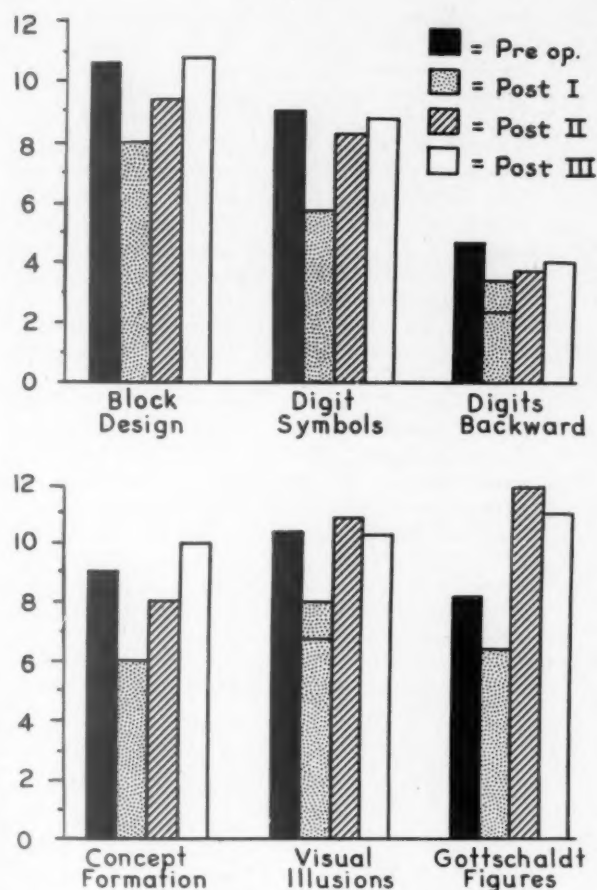 12
10
8
6
4
2
0
= Pre op.
= Post I
= Post II
= Post III
Block
Design
Digit
Symbols
Digits
Backward
12
10
8
6
4
2
0
Concept
Formation
Visual
Illusions
Gottschaldt
Figures